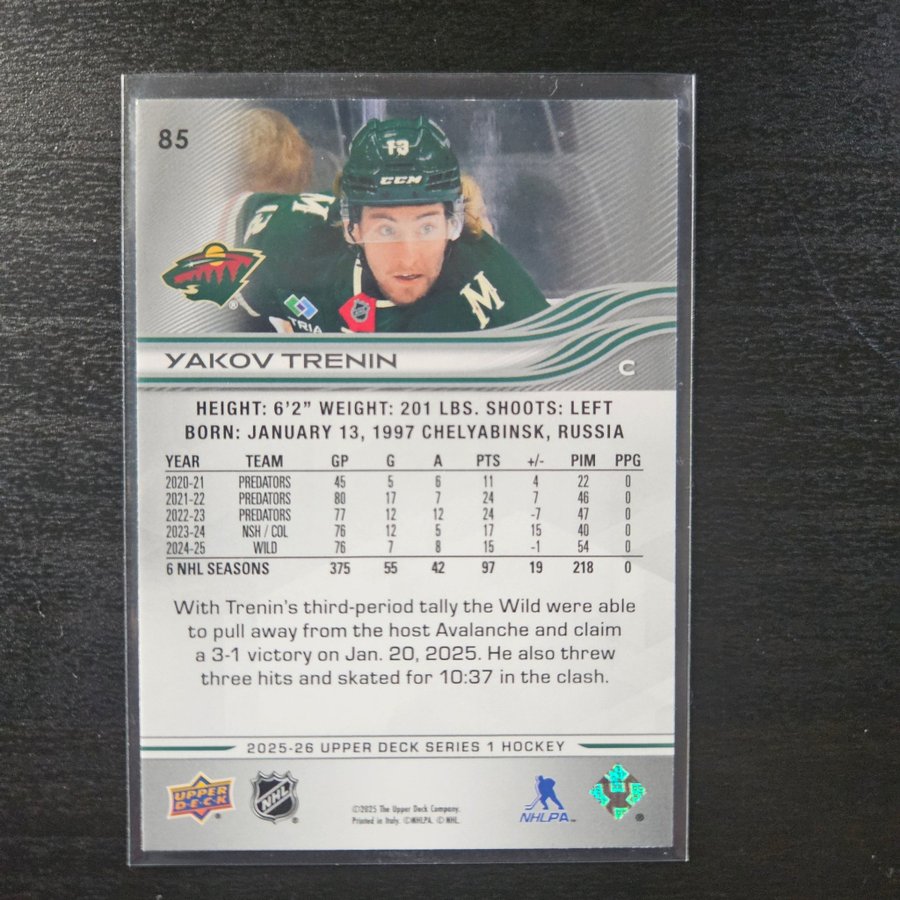 85
13
CCM
M
M
TRIA
YAKOV TRENIN
C
HEIGHT: 6'2" WEIGHT: 201 LBS. SHOOTS: LEFT
BORN: JANUARY 13, 1997 CHELYABINSK, RUSSIA
YEAR TEAM GP G A PTS +/- PIM PPG
2020-21 PREDATORS 45 5 6 11 4 22 0
2021-22 PREDATORS 80 17 7 24 7 46 0
2022-23 PREDATORS 77 12 12 24 -7 47 0
2023-24 NSH / COL 76 12 5 17 15 40 0
2024-25 WILD 76 7 8 15 -1 54 0
6 NHL SEASONS 375 55 42 97 19 218 0
With Trenin's third-period tally the Wild were able
to pull away from the host Avalanche and claim
a 3-1 victory on Jan. 20, 2025. He also threw
three hits and skated for 10:37 in the clash.
2025-26 UPPER DECK SERIES 1 HOCKEY
UPPER DECK
NHL
©2025 The Upper Deck Company.
Printed in Italy. ©NHLPA. © NHL.
NHLPA